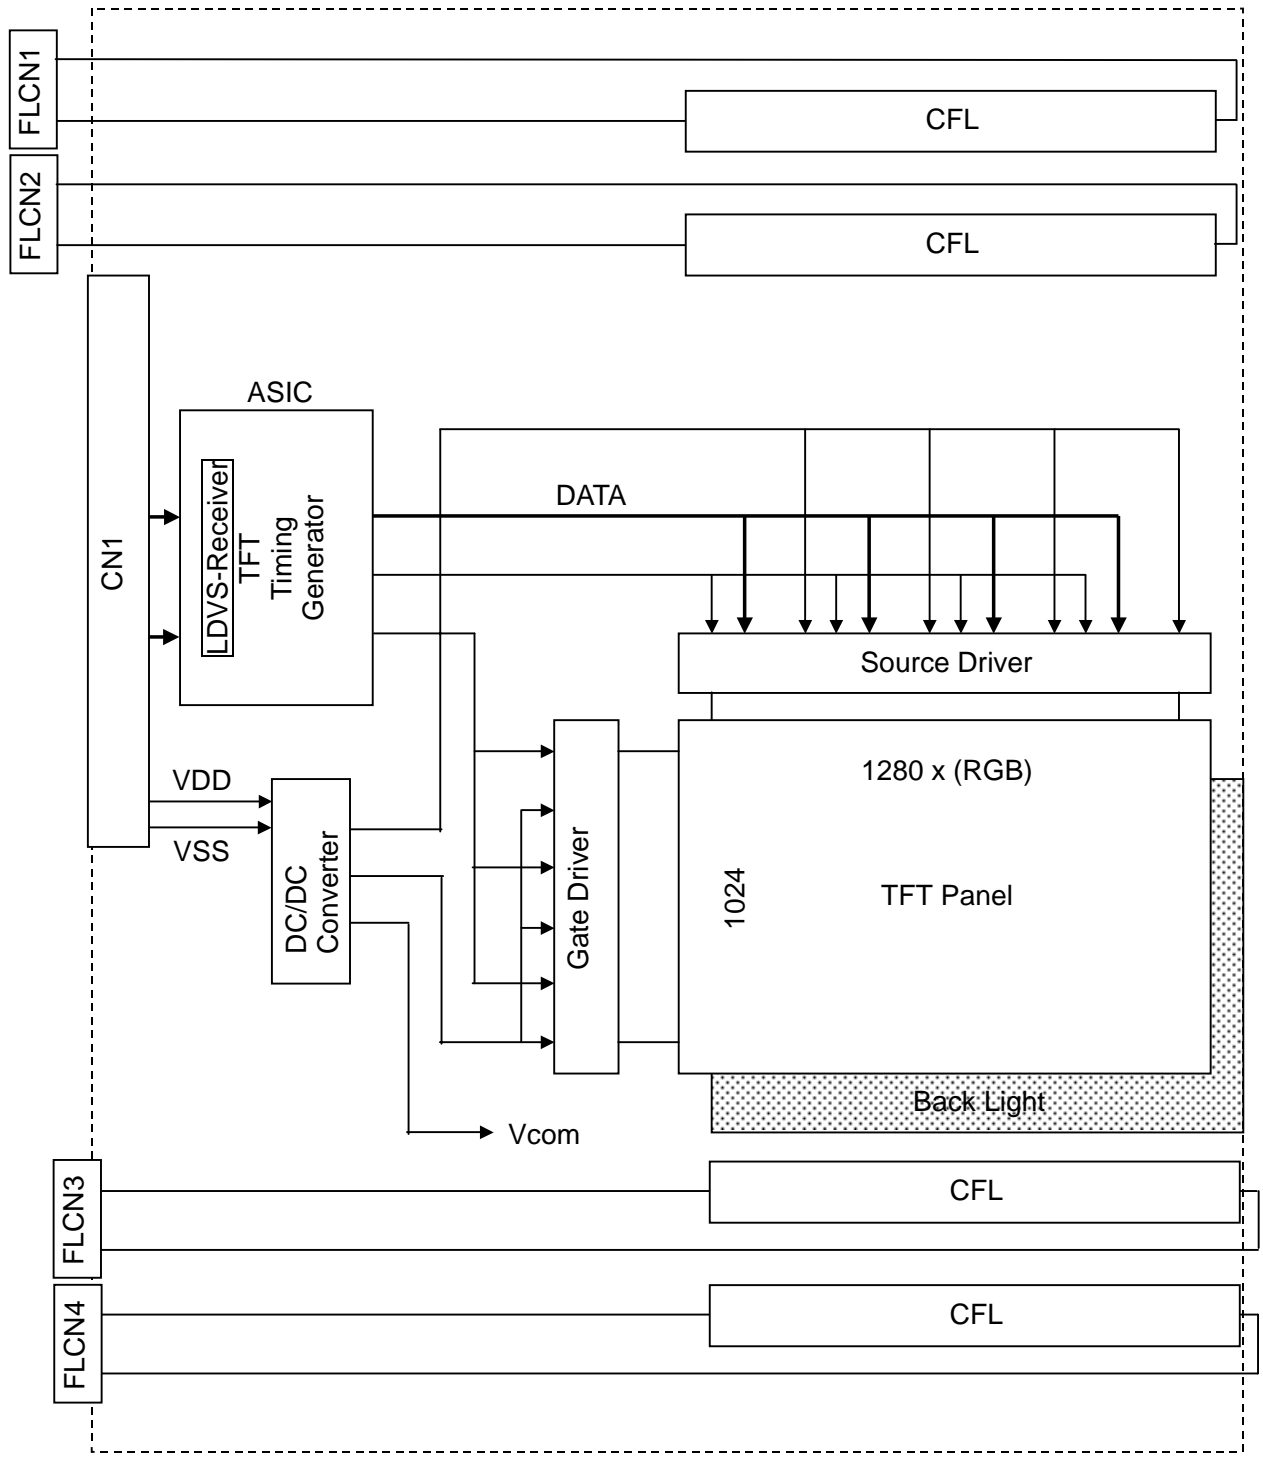 FLCN1
CFL
FLCN2
CFL
ASIC
CN1
LDVS-Receiver
TFT
Timing
Generator
DATA
Source Driver
VDD
VSS
DC/DC
Converter
Gate Driver
1280 x (RGB)
1024
TFT Panel
Back Light
Vcom
FLCN3
CFL
FLCN4
CFL